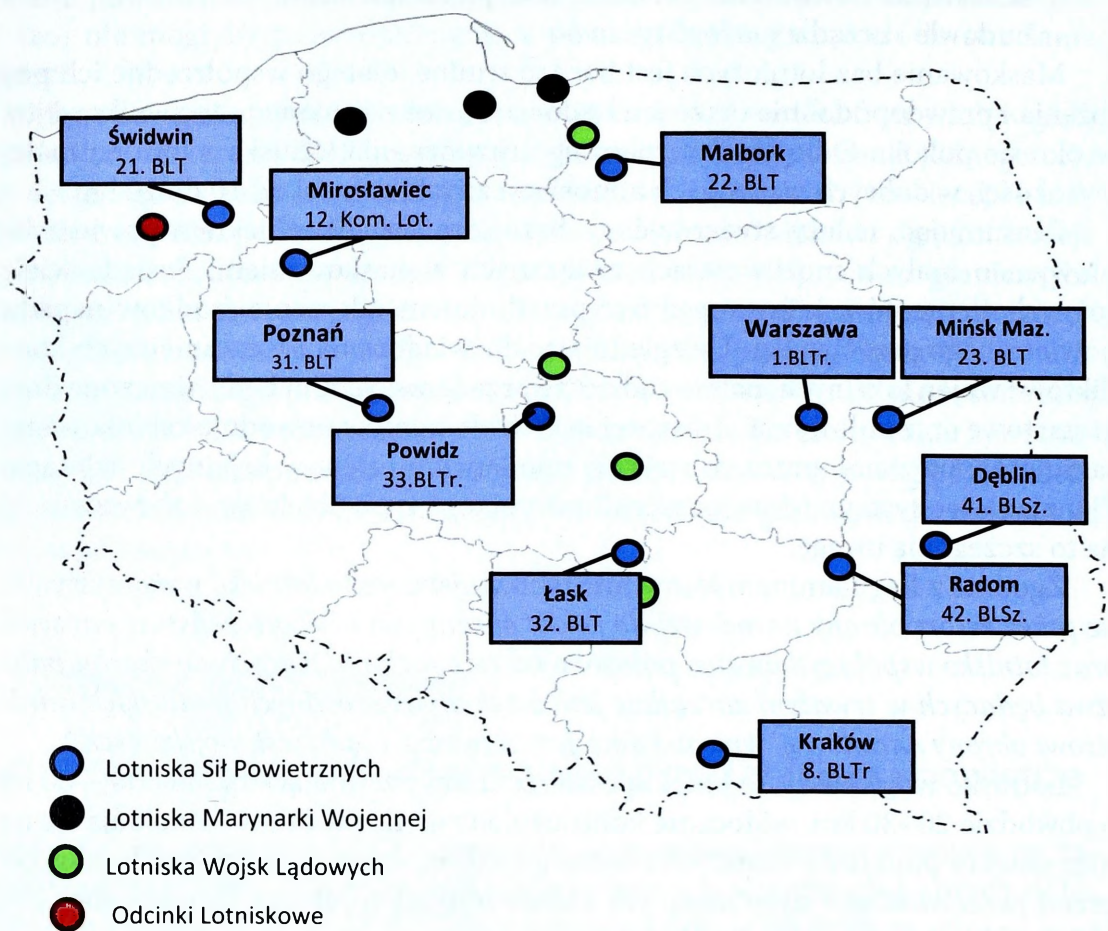 Świdwin
21. BLT
Mirosławiec
12. Kom. Lot.
Malbork
22. BLT
Poznań
31. BLT
Warszawa
1.BLTr.
Mińsk Maz.
23. BLT
Powidz
33.BLTr.
Dęblin
41. BLSz.
Łask
32. BLT
Radom
42. BLSz.
Kraków
8. BLTr
Lotniska Sił Powietrznych
Lotniska Marynarki Wojennej
Lotniska Wojsk Lądowych
Odcinki Lotniskowe